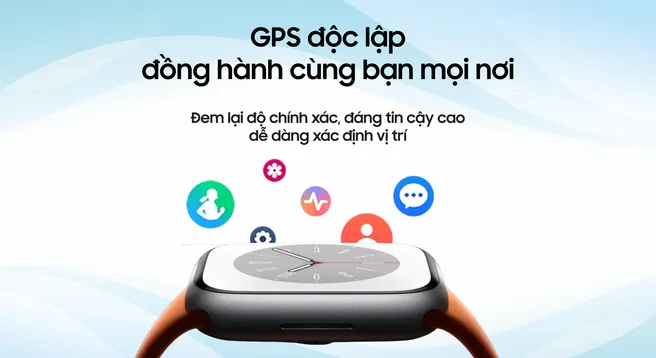 GPS độc lập
đồng hành cùng bạn mọi nơi
Đem lại độ chính xác, đáng tin cậy cao
dễ dàng xác định vị trí
3